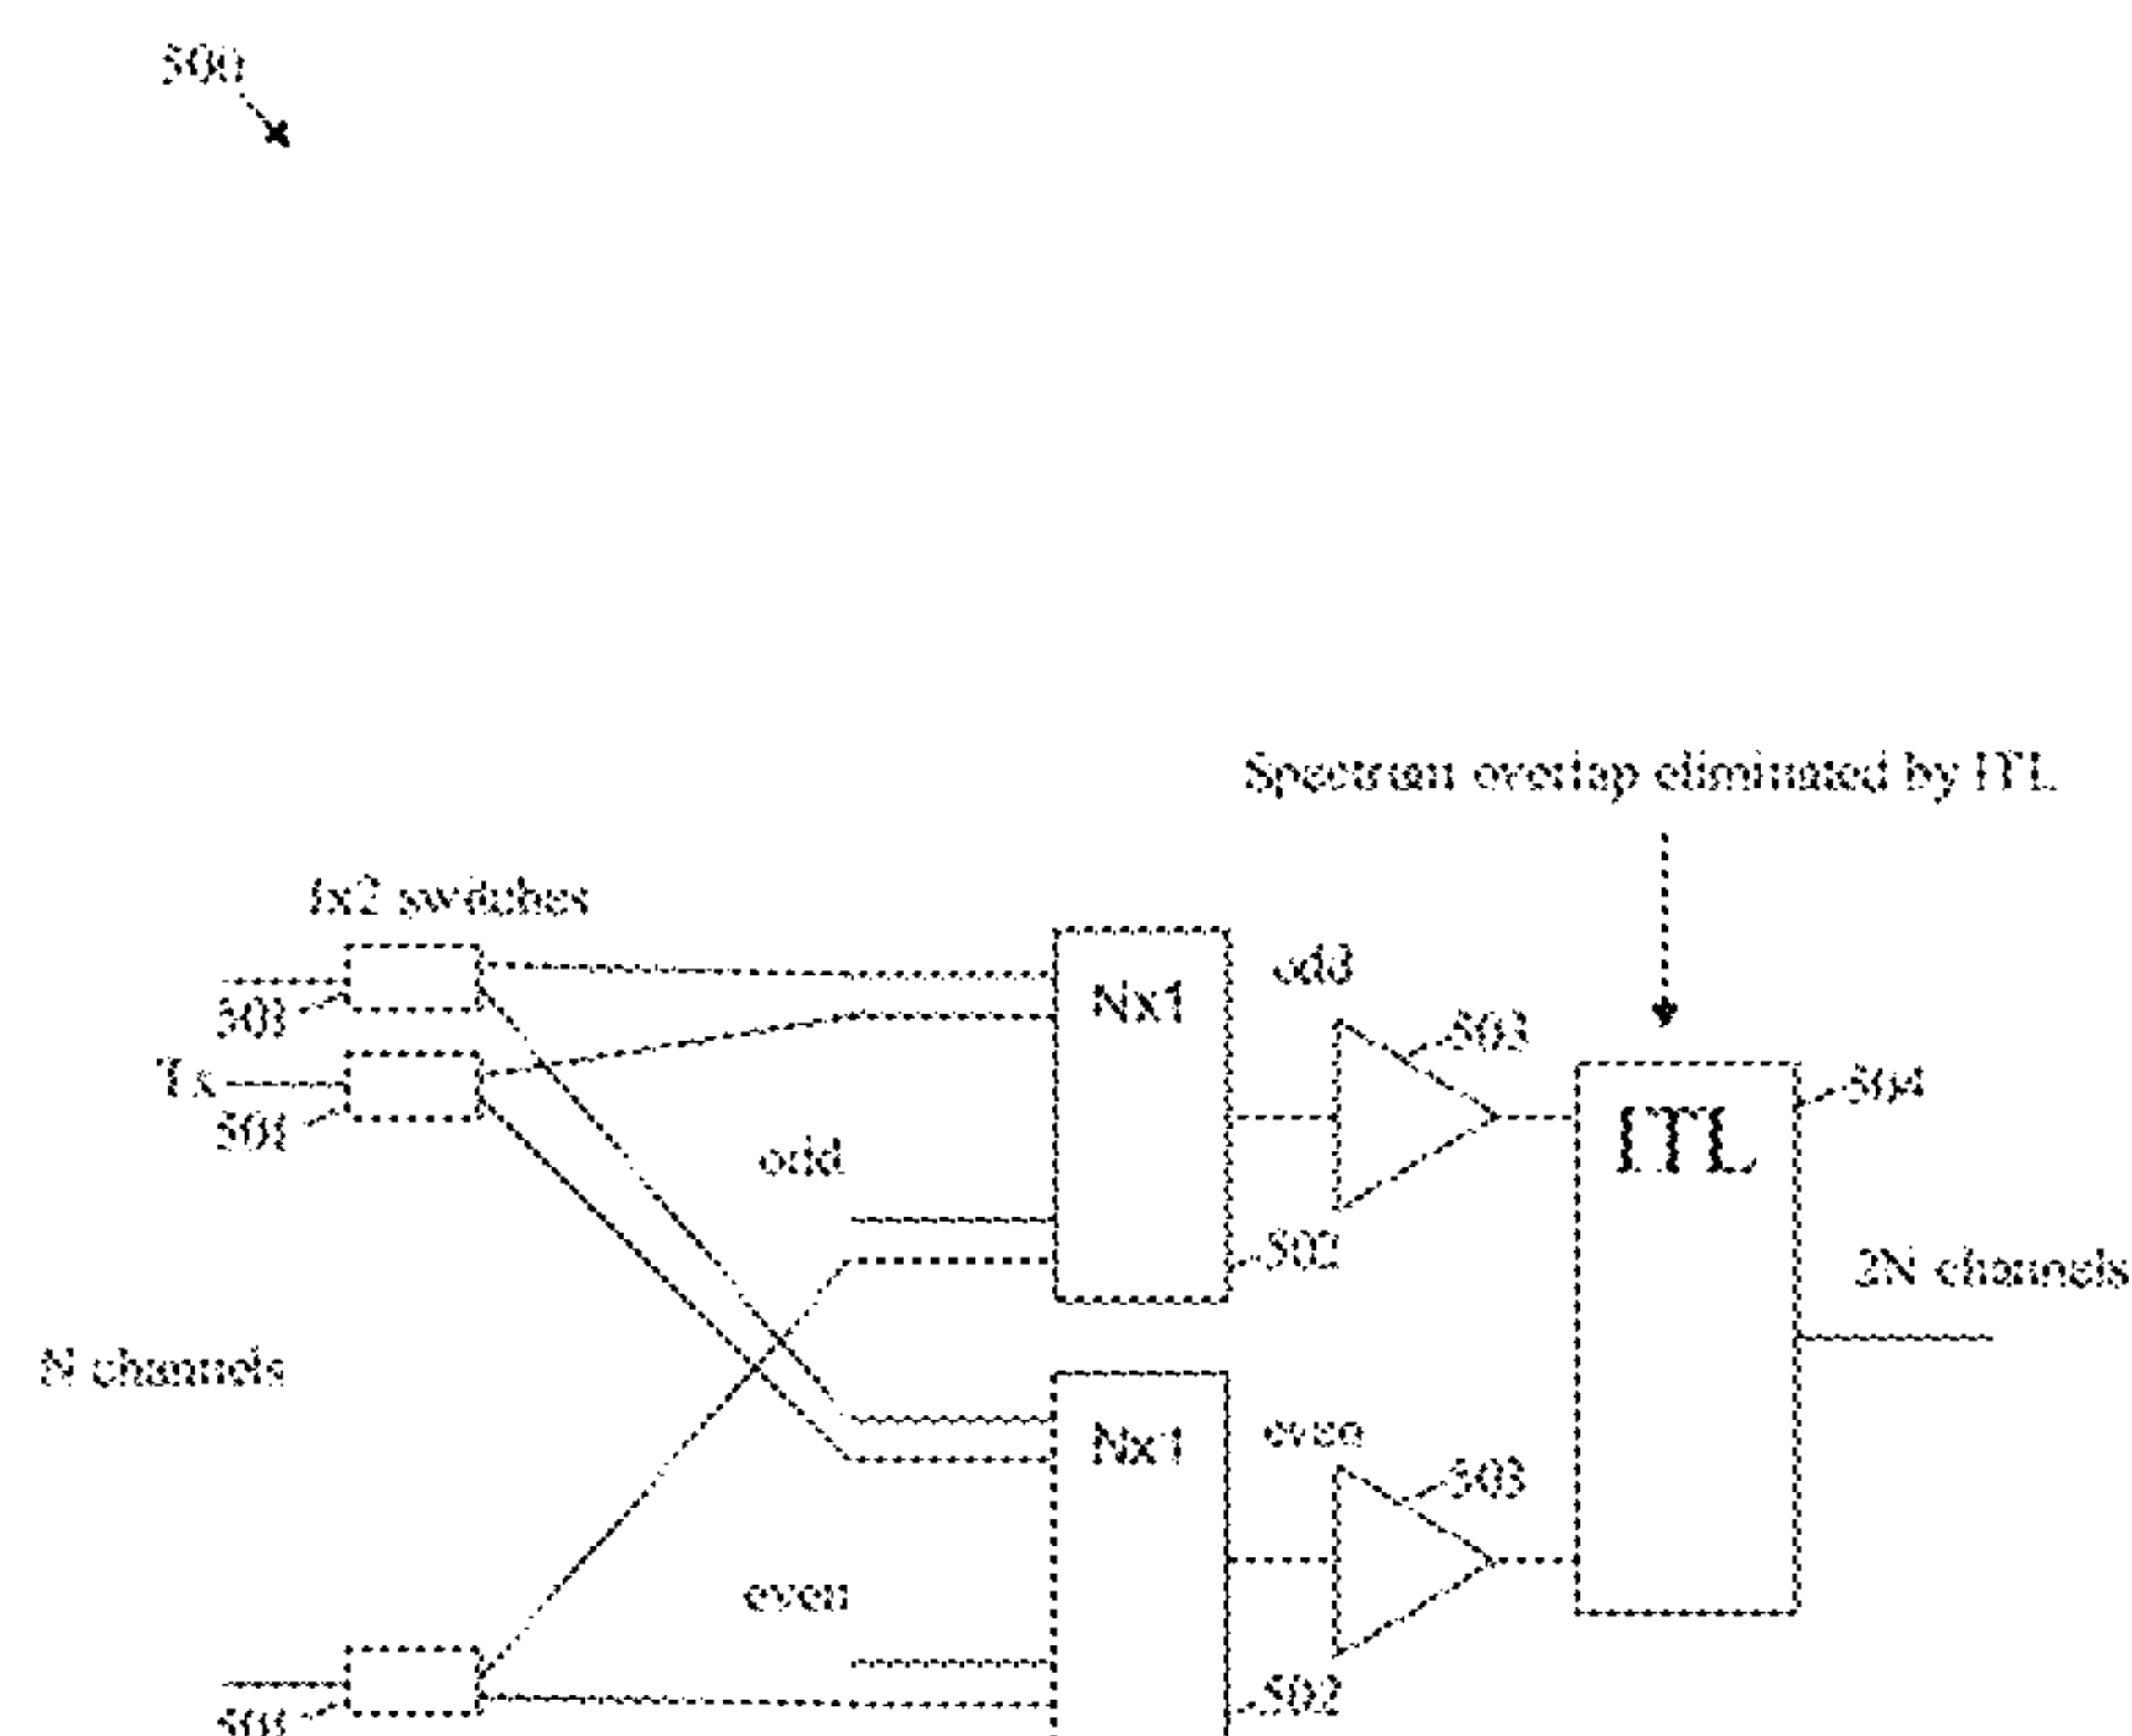 500
Spectrum overlap eliminated by ITL
1x2 switches
Nx1
odd
501
503
Tx
504
501
ITL
odd
502
2N channels
N channels
Nx1
even
503
even
502
501